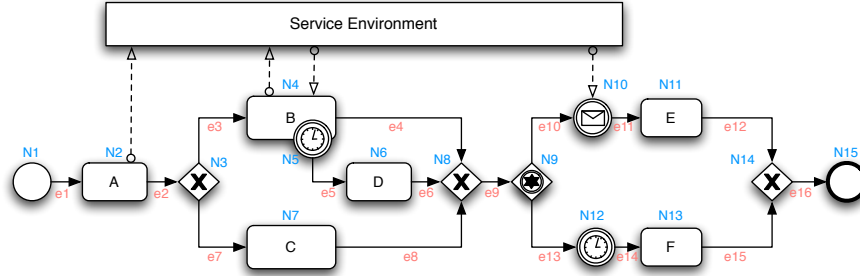 Service Environment
N4
N10
N11
B
E
e3
e4
e10
e11
e12
N1
N2
N3
N5
N6
N8
N9
N14
N15
A
D
e1
e2
e5
e6
e9
e16
N7
N12
N13
C
F
e7
e8
e13
e14
e15